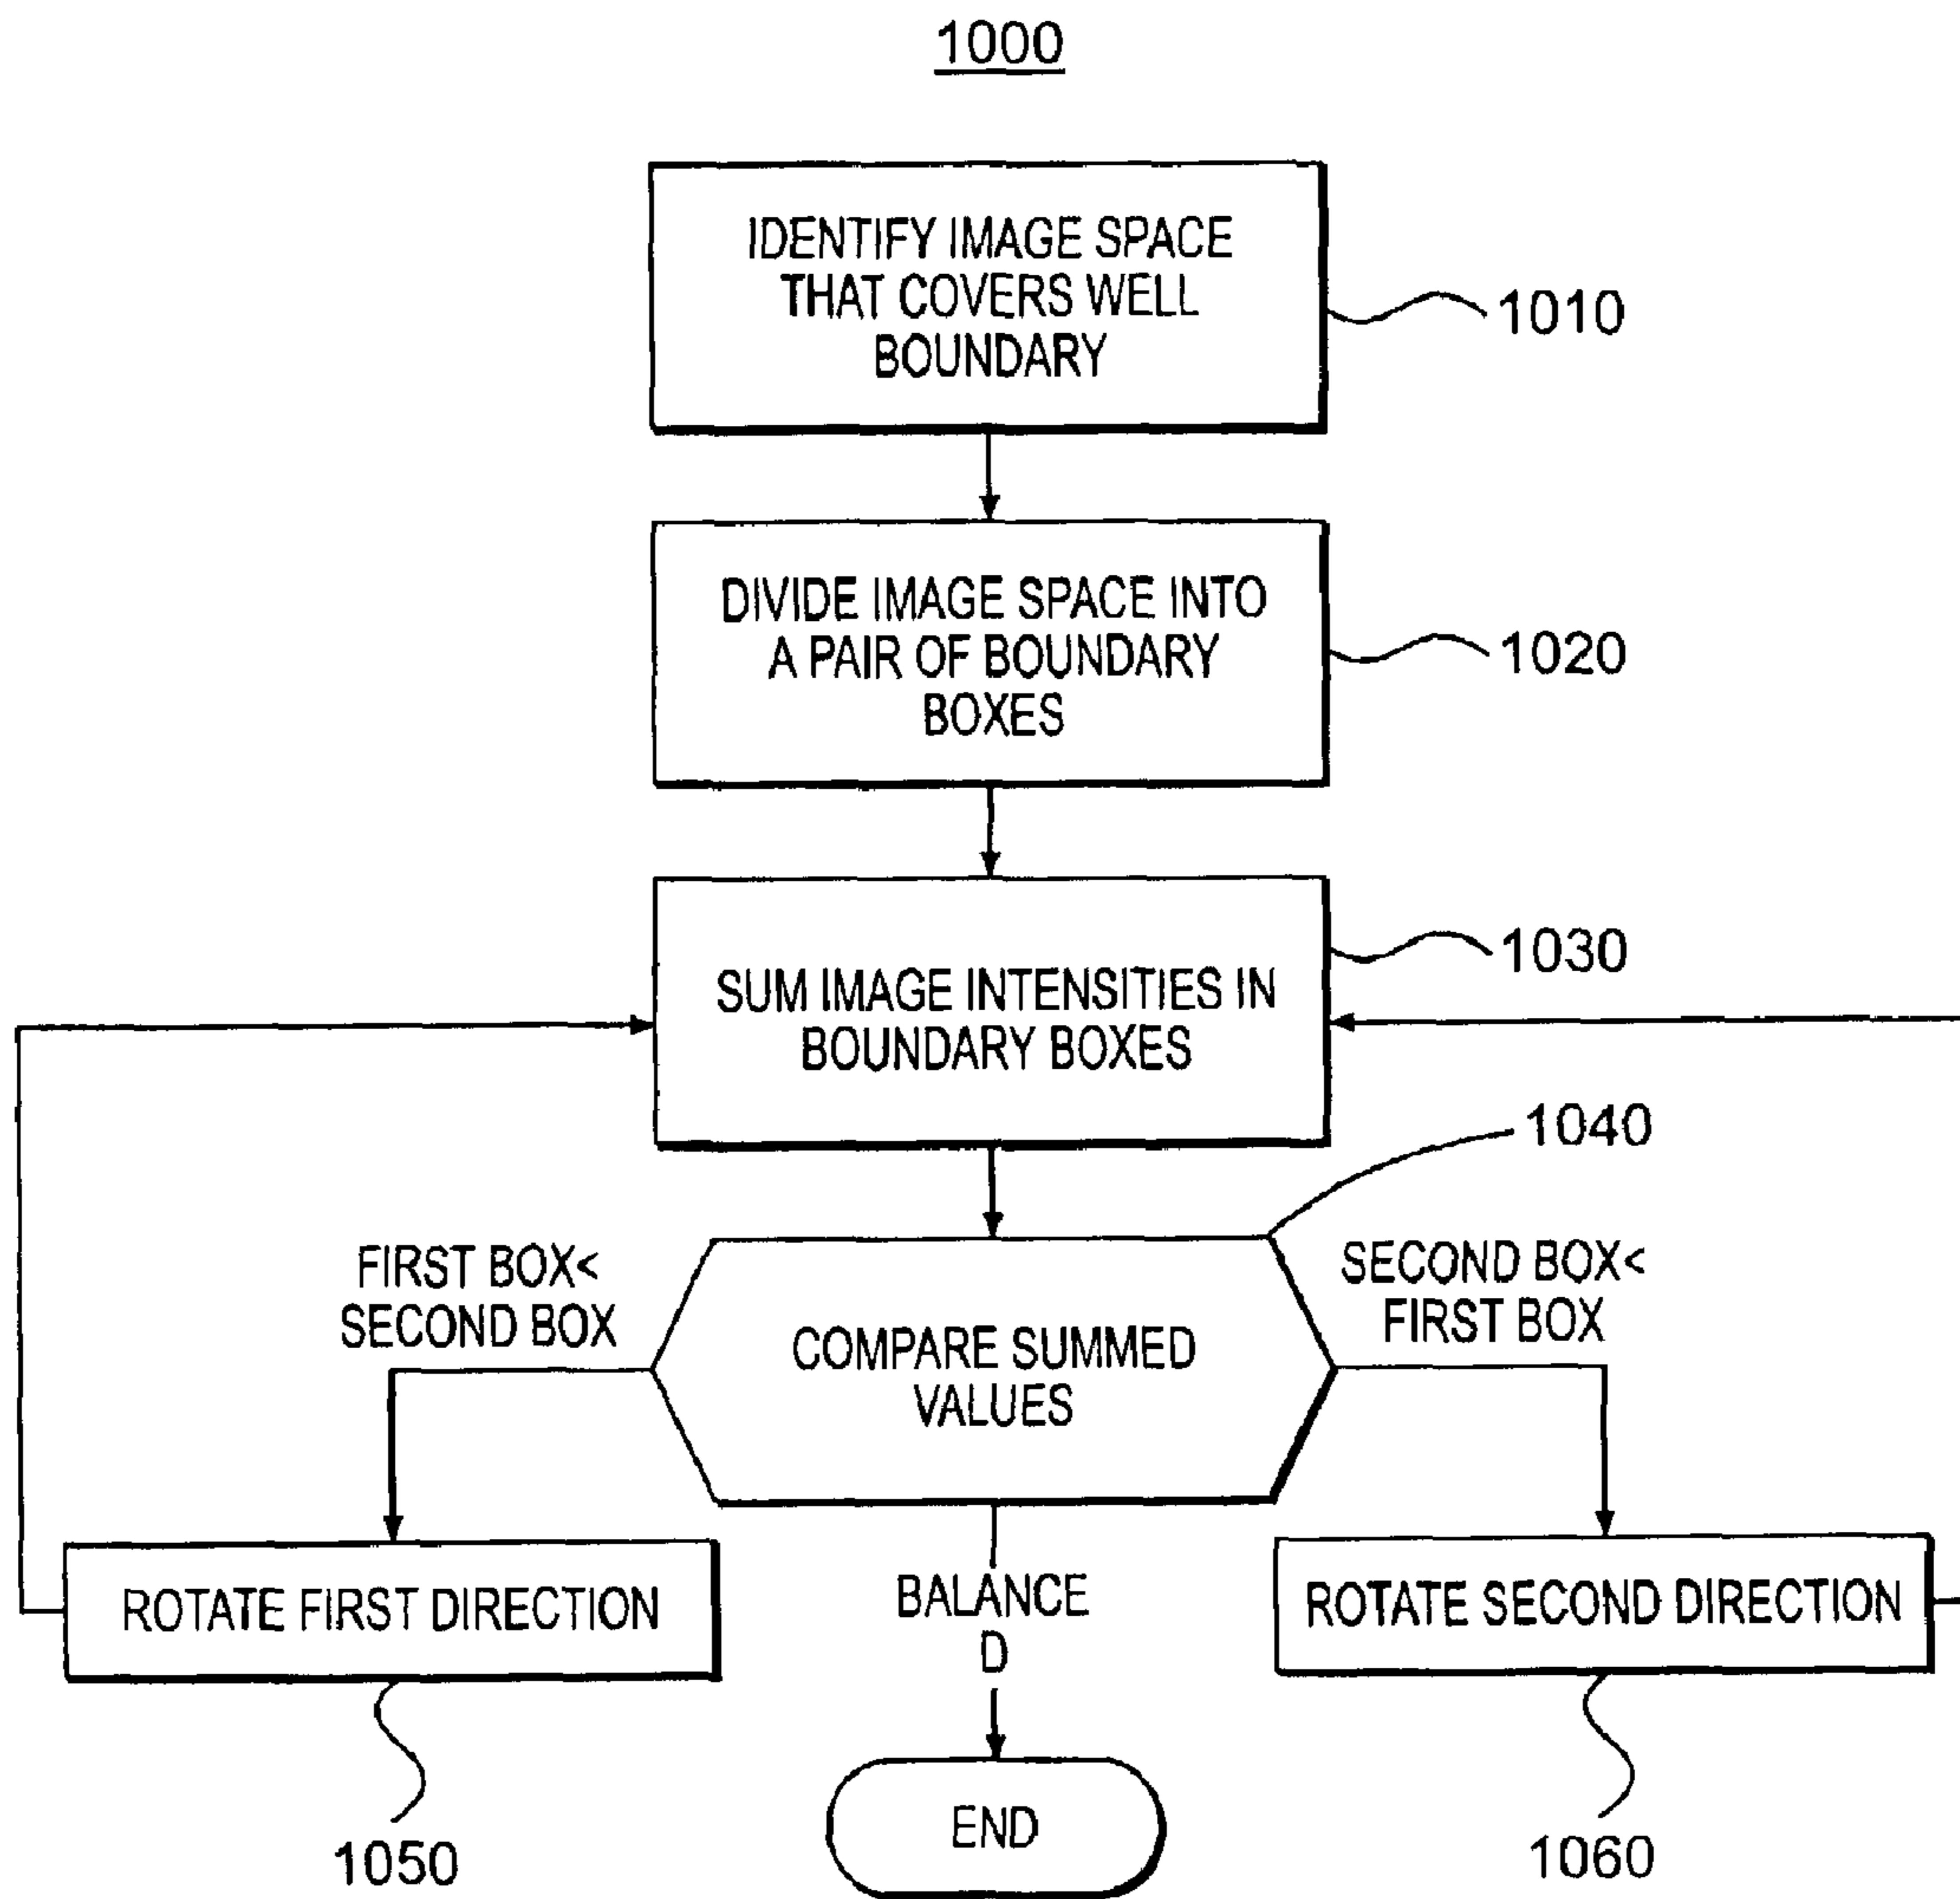 1000
IDENTIFY IMAGE SPACE
THAT COVERS WELL
BOUNDARY
1010
DIVIDE IMAGE SPACE INTO
A PAIR OF BOUNDARY
BOXES
1020
1030
SUM IMAGE INTENSITIES IN
BOUNDARY BOXES
1040
FIRST BOX<
SECOND BOX
SECOND BOX<
FIRST BOX
COMPARE SUMMED
VALUES
ROTATE FIRST DIRECTION
BALANCE
D
ROTATE SECOND DIRECTION
END
1050
1060